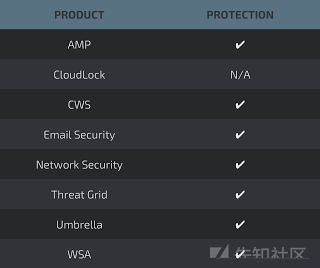 PRODUCT PROTECTION
AMP ✔
CloudLock N/A
CWS ✔
Email Security ✔
Network Security ✔
Threat Grid ✔
Umbrella ✔
WSA ✔
先知社区